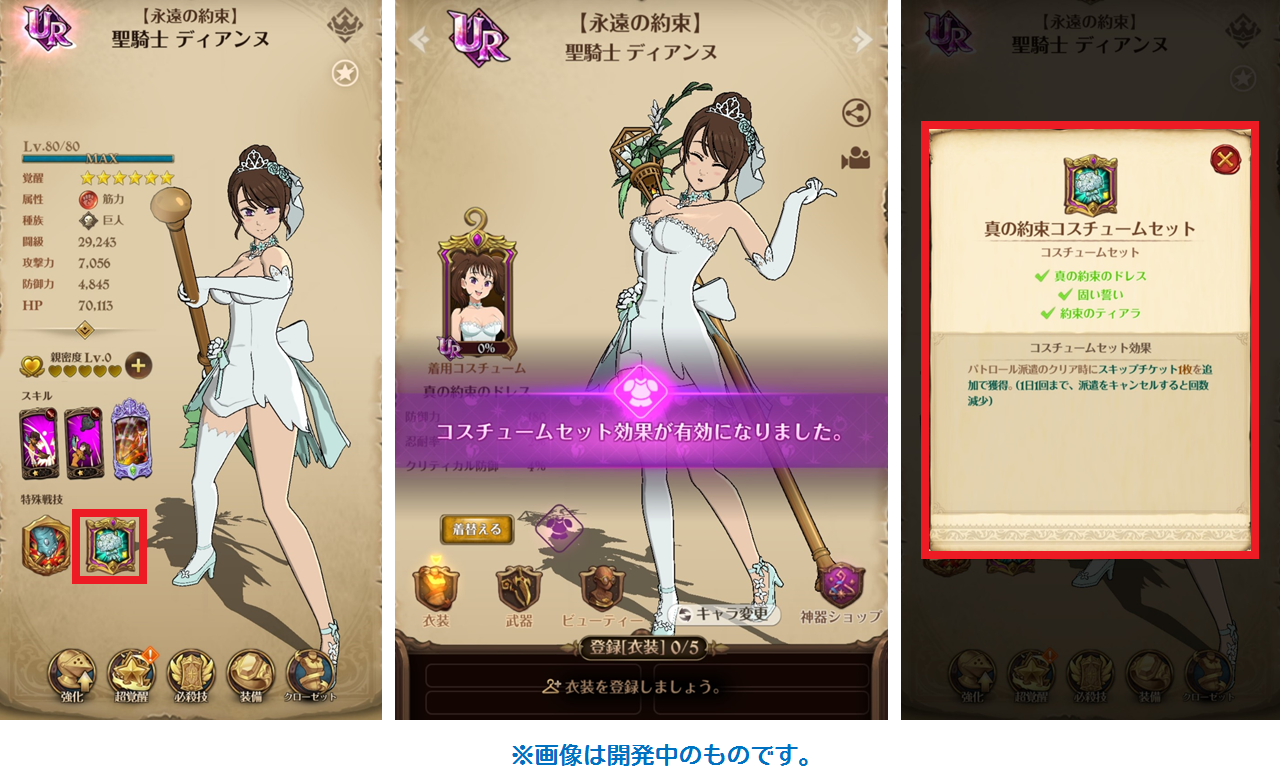 UR
【永遠の約束】
聖騎士 ディアンヌ
Lv.80/80
MAX
覚醒
属性 筋力
種族 巨人
闘級 29,243
攻撃力 7,056
防御力 4,845
HP 70,113
親密度 Lv.0
スキル
特殊戦技
強化
超覚醒
必殺技
装備
クローゼット
UR
【永遠の約束】
聖騎士 ディアンヌ
UR 0%
着用コスチューム
真の約束のドレス
防御力
コスチュームセット効果が有効になりました。
クリティカル防御 4%
着替える
衣装
武器
ビューティー
キャラ変更
神器ショップ
登録[衣装] 0/5
衣装を登録しましょう。
UR
【永遠の約束】
聖騎士 ディアンヌ
真の約束コスチュームセット
コスチュームセット
真の約束のドレス
固い誓い
約束のティアラ
コスチュームセット効果
パトロール派遣のクリア時にスキップチケット1枚を追
加で獲得。(1日1回まで、派遣をキャンセルすると回数
減少)
強化
超覚醒
必殺技
装備
クローゼット
※画像は開発中のものです。